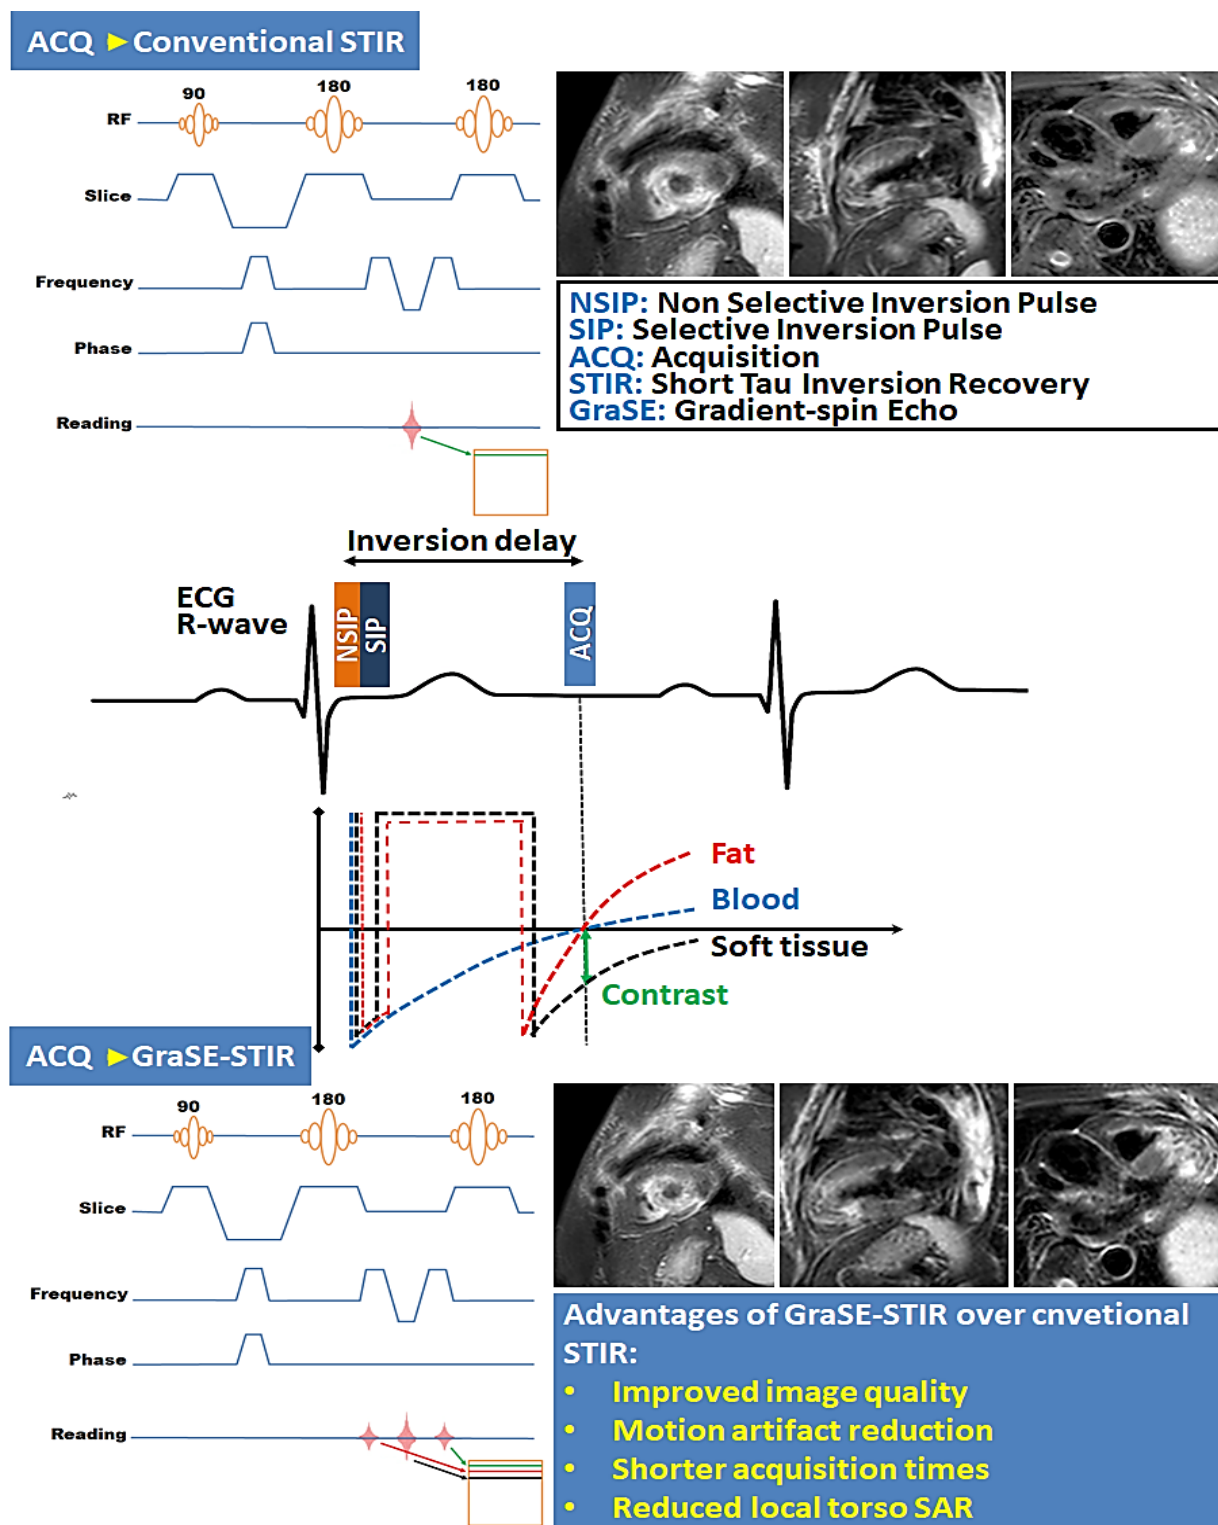 ACQ ►Conventional STIR
90
180
180
RF
Slice
Frequency
Phase
Reading
NSIP: Non Selective Inversion Pulse
SIP: Selective Inversion Pulse
ACQ: Acquisition
STIR: Short Tau Inversion Recovery
GraSE: Gradient-spin Echo
Inversion delay
ECG
R-wave
NSIP
SIP
ACQ
Fat
Blood
Soft tissue
Contrast
ACQ ►GraSE-STIR
90
180
180
RF
Slice
Frequency
Phase
Reading
Advantages of GraSE-STIR over cnvetional
STIR:
• Improved image quality
• Motion artifact reduction
• Shorter acquisition times
• Reduced local torso SAR